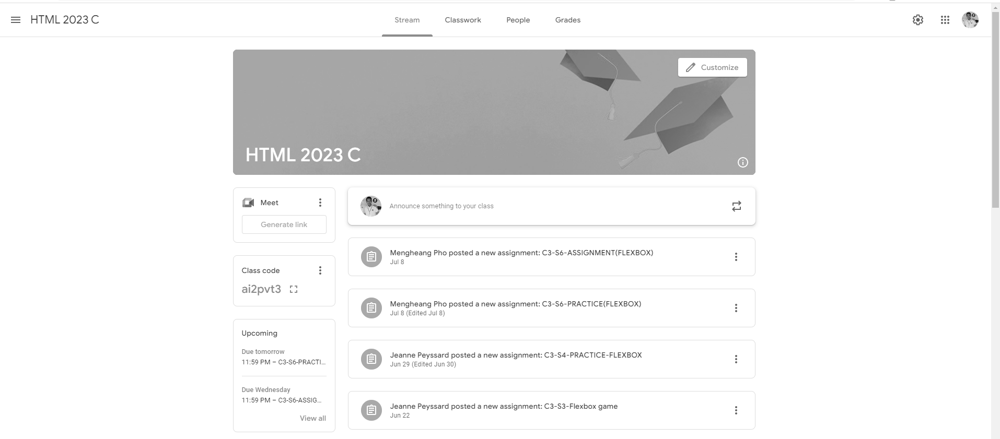 HTML 2023 C
Stream
Classwork
People
Grades
Customize
HTML 2023 C
Meet
Generate link
Class code
ai2pvt3
Upcoming
Due tomorrow
11:59 PM – C3-S6-PRACTI...
Due Wednesday
11:59 PM – C3-S6-ASSIG...
View all
Announce something to your class
Mengheang Pho posted a new assignment: C3-S6-ASSIGNMENT(FLEXBOX)
Jul 8
Mengheang Pho posted a new assignment: C3-S6-PRACTICE(FLEXBOX)
Jul 8 (Edited Jul 8)
Jeanne Peyssard posted a new assignment: C3-S4-PRACTICE-FLEXBOX
Jun 29 (Edited Jun 30)
Jeanne Peyssard posted a new assignment: C3-S3-Flexbox game
Jun 22